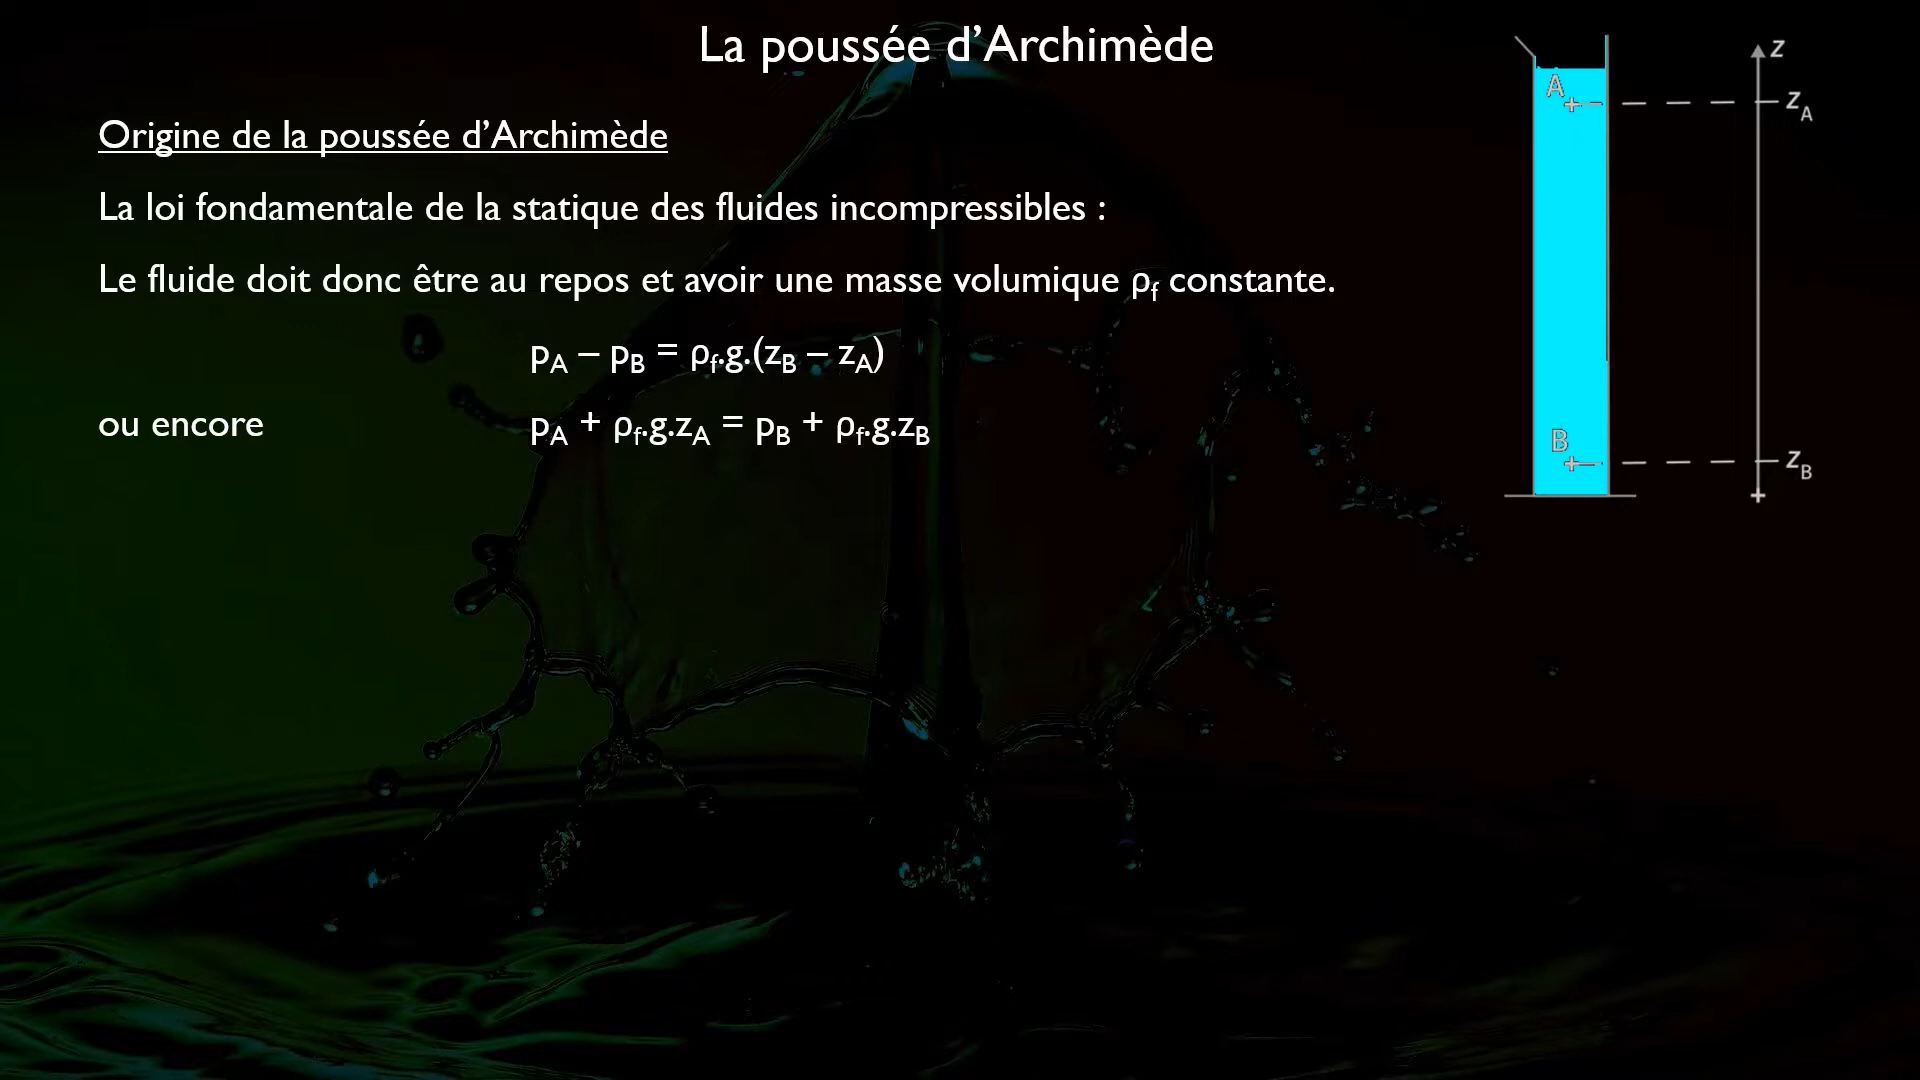 La poussée d’Archimède
Origine de la poussée d’Archimède
La loi fondamentale de la statique des fluides incompressibles :
Le fluide doit donc être au repos et avoir une masse volumique ρf constante.
pA – pB = ρf.g.(zB – zA)
ou encore pA + ρf.g.zA = pB + ρf.g.zB
z
A
zA
B
zB